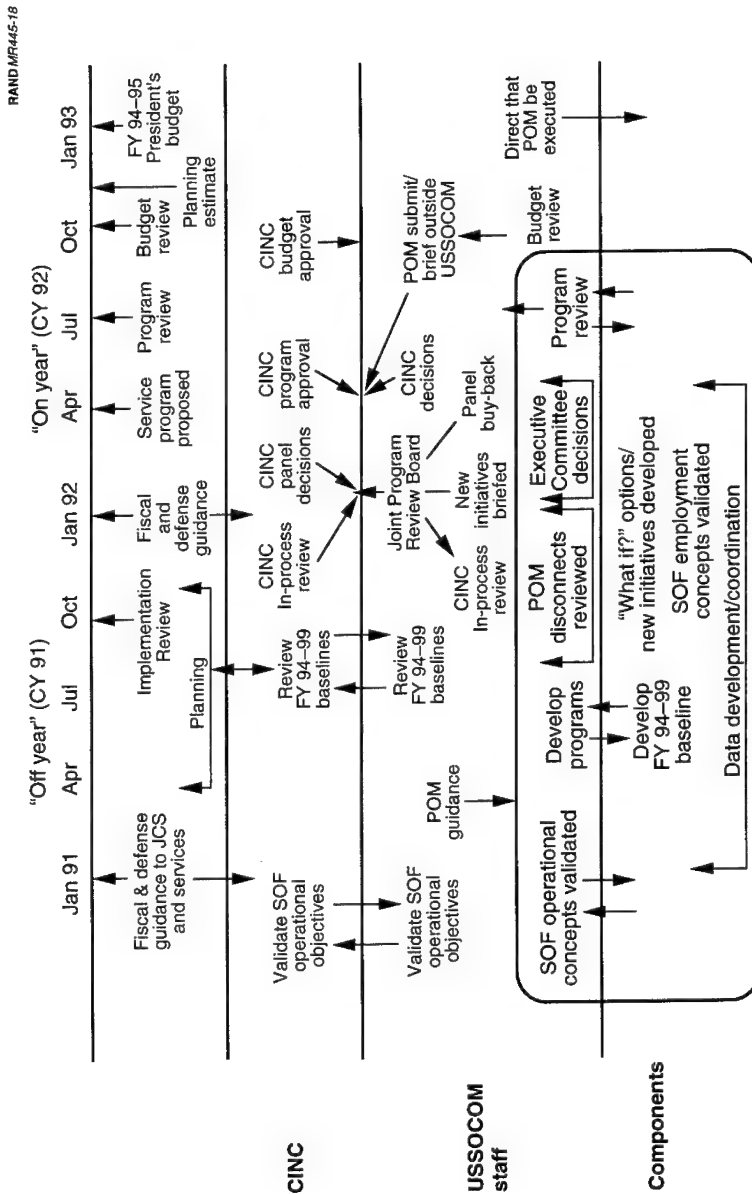 RAND MR445-18
"Off year" (CY 91)
"On year" (CY 92)
Jan 91
Apr
Jul
Oct
Jan 92
Apr
Jul
Oct
Jan 93
Fiscal & defense
guidance to JCS
and services
Planning
Implementation
Review
Fiscal
and
defense
guidance
Service
program
proposed
Program
review
Budget
review
Planning
estimate
FY 94–95
President's
budget
CINC
Validate SOF
operational
objectives
Review
FY 94–99
baselines
CINC
In-process
review
CINC
panel
decisions
CINC
program
approval
CINC
budget
approval
USSOCOM
staff
Validate SOF
operational
objectives
POM
guidance
Review
FY 94–99
baselines
Joint Program
Review Board
CINC
In-process
review
New
initiatives
briefed
Panel
buy-back
CINC
decisions
POM submit/
brief outside
USSOCOM
Budget
review
Direct that
POM be
executed
SOF operational
concepts validated
Develop
programs
POM
disconnects
reviewed
Executive
Committee
decisions
Program
review
Components
Develop
FY 94–99
baseline
"What if?" options/
new initiatives developed
SOF employment
concepts validated
Data development/coordination